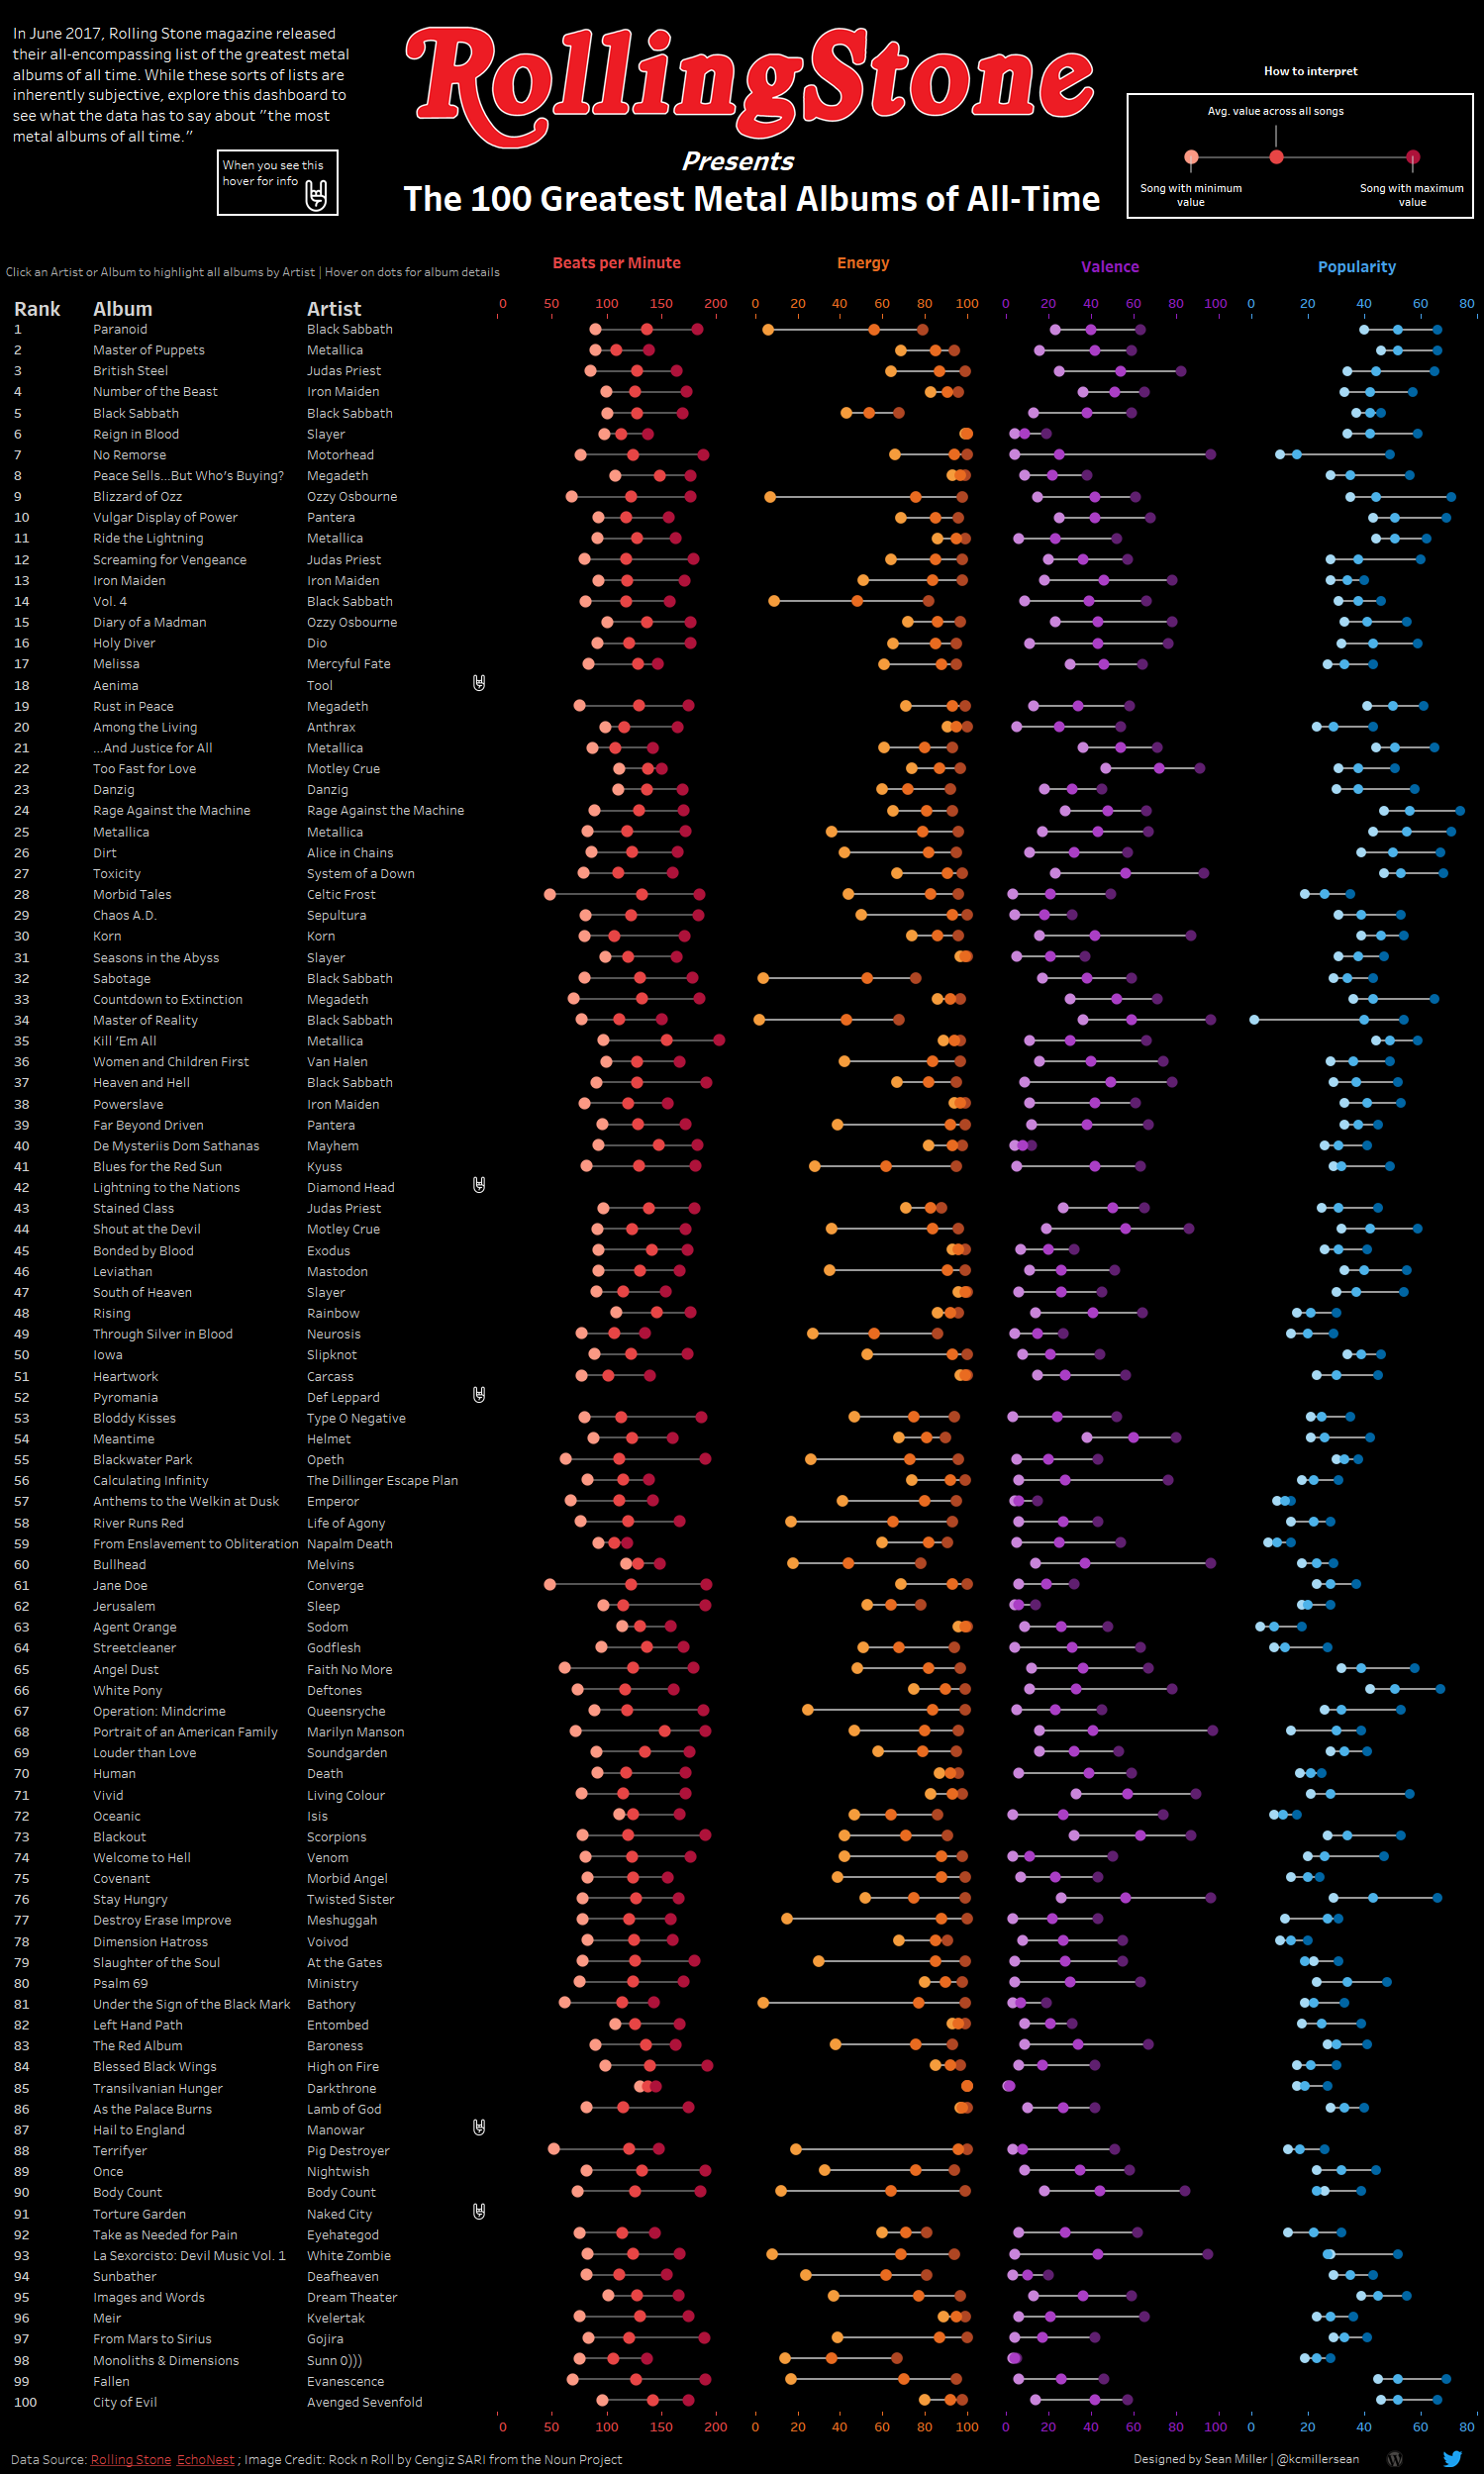 In June 2017, Rolling Stone magazine released
their all-encompassing list of the greatest metal
albums of all time. While these sorts of lists are
inherently subjective, explore this dashboard to
see what the data has to say about "the most
metal albums of all time."
When you see this
hover for info
RollingStone
Presents
The 100 Greatest Metal Albums of All-Time
How to interpret
Avg. value across all songs
Song with minimum
value
Song with maximum
value
Click an Artist or Album to highlight all albums by Artist | Hover on dots for album details
Beats per Minute Energy Valence Popularity
Rank Album Artist 0 50 100 150 200 0 20 40 60 80 100 0 20 40 60 80 100 0 20 40 60 80
1 Paranoid Black Sabbath
2 Master of Puppets Metallica
3 British Steel Judas Priest
4 Number of the Beast Iron Maiden
5 Black Sabbath Black Sabbath
6 Reign in Blood Slayer
7 No Remorse Motorhead
8 Peace Sells...But Who's Buying? Megadeth
9 Blizzard of Ozz Ozzy Osbourne
10 Vulgar Display of Power Pantera
11 Ride the Lightning Metallica
12 Screaming for Vengeance Judas Priest
13 Iron Maiden Iron Maiden
14 Vol. 4 Black Sabbath
15 Diary of a Madman Ozzy Osbourne
16 Holy Diver Dio
17 Melissa Mercyful Fate
18 Aenima Tool
19 Rust in Peace Megadeth
20 Among the Living Anthrax
21 ...And Justice for All Metallica
22 Too Fast for Love Motley Crue
23 Danzig Danzig
24 Rage Against the Machine Rage Against the Machine
25 Metallica Metallica
26 Dirt Alice in Chains
27 Toxicity System of a Down
28 Morbid Tales Celtic Frost
29 Chaos A.D. Sepultura
30 Korn Korn
31 Seasons in the Abyss Slayer
32 Sabotage Black Sabbath
33 Countdown to Extinction Megadeth
34 Master of Reality Black Sabbath
35 Kill 'Em All Metallica
36 Women and Children First Van Halen
37 Heaven and Hell Black Sabbath
38 Powerslave Iron Maiden
39 Far Beyond Driven Pantera
40 De Mysteriis Dom Sathanas Mayhem
41 Blues for the Red Sun Kyuss
42 Lightning to the Nations Diamond Head
43 Stained Class Judas Priest
44 Shout at the Devil Motley Crue
45 Bonded by Blood Exodus
46 Leviathan Mastodon
47 South of Heaven Slayer
48 Rising Rainbow
49 Through Silver in Blood Neurosis
50 Iowa Slipknot
51 Heartwork Carcass
52 Pyromania Def Leppard
53 Bloddy Kisses Type O Negative
54 Meantime Helmet
55 Blackwater Park Opeth
56 Calculating Infinity The Dillinger Escape Plan
57 Anthems to the Welkin at Dusk Emperor
58 River Runs Red Life of Agony
59 From Enslavement to Obliteration Napalm Death
60 Bullhead Melvins
61 Jane Doe Converge
62 Jerusalem Sleep
63 Agent Orange Sodom
64 Streetcleaner Godflesh
65 Angel Dust Faith No More
66 White Pony Deftones
67 Operation: Mindcrime Queensryche
68 Portrait of an American Family Marilyn Manson
69 Louder than Love Soundgarden
70 Human Death
71 Vivid Living Colour
72 Oceanic Isis
73 Blackout Scorpions
74 Welcome to Hell Venom
75 Covenant Morbid Angel
76 Stay Hungry Twisted Sister
77 Destroy Erase Improve Meshuggah
78 Dimension Hatross Voivod
79 Slaughter of the Soul At the Gates
80 Psalm 69 Ministry
81 Under the Sign of the Black Mark Bathory
82 Left Hand Path Entombed
83 The Red Album Baroness
84 Blessed Black Wings High on Fire
85 Transilvanian Hunger Darkthrone
86 As the Palace Burns Lamb of God
87 Hail to England Manowar
88 Terrifyer Pig Destroyer
89 Once Nightwish
90 Body Count Body Count
91 Torture Garden Naked City
92 Take as Needed for Pain Eyehategod
93 La Sexorcisto: Devil Music Vol. 1 White Zombie
94 Sunbather Deafheaven
95 Images and Words Dream Theater
96 Meir Kvelertak
97 From Mars to Sirius Gojira
98 Monoliths & Dimensions Sunn 0)))
99 Fallen Evanescence
100 City of Evil Avenged Sevenfold
0 50 100 150 200 0 20 40 60 80 100 0 20 40 60 80 100 0 20 40 60 80
Data Source: Rolling Stone EchoNest ; Image Credit: Rock n Roll by Cengiz SARI from the Noun Project
Designed by Sean Miller | @kcmillersean